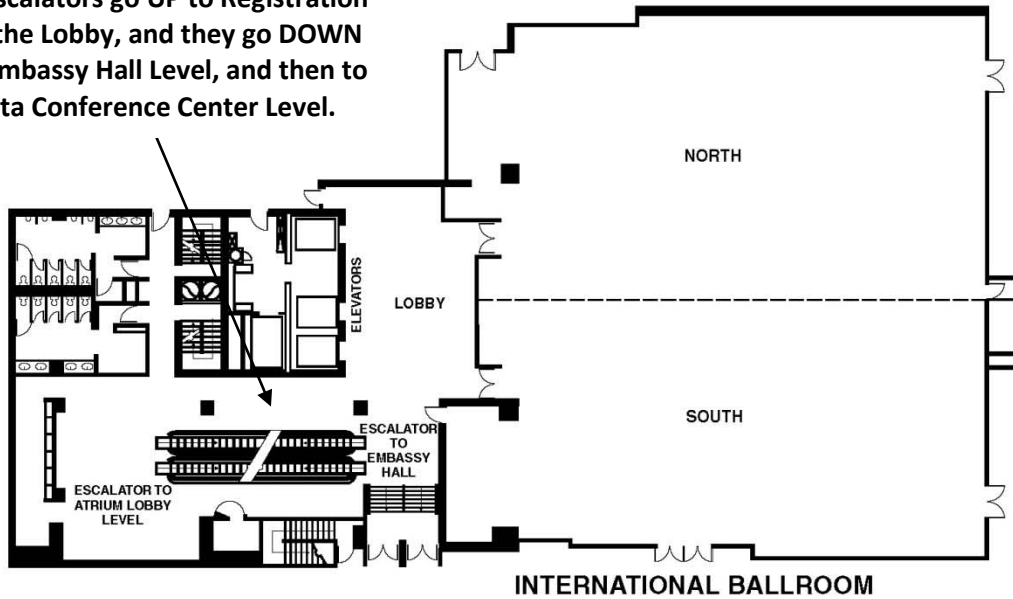 scalators go UP to Registration
the Lobby, and they go DOWN
mbassy Hall Level, and then to
ta Conference Center Level.
NORTH
ELEVATORS
LOBBY
SOUTH
ESCALATOR
TO
EMBASSY
HALL
ESCALATOR TO
ATRIUM LOBBY
LEVEL
INTERNATIONAL BALLROOM